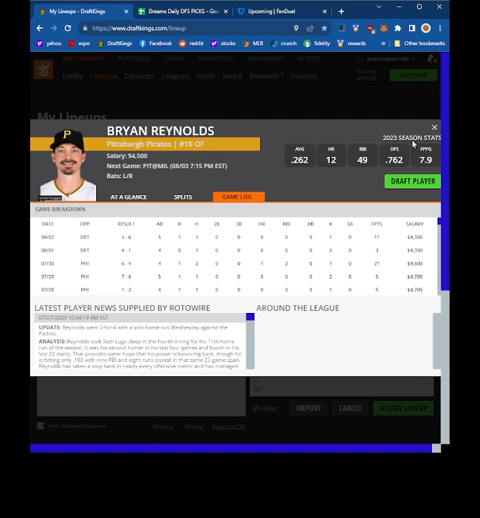 My Lineups - DraftKings
Dreams Daily DFS PICKS - Goo
Upcoming | FanDuel
https://www.draftkings.com/lineup
yahoo espn DraftKings Facebook reddit stocks MLB crunch fidelity rewards Other bookmarks
Lobby Lineups Contests Leagues Pools Social Rewards Promos DEPOSIT
My Lineups
BRYAN REYNOLDS
Pittsburgh Pirates | #10 OF
Salary: $4,500
Next Game: PIT@MIL (08/03 7:15 PM EST)
Bats: L/R
2023 SEASON STATS
AVG HR RBI OPS FPPG
.262 12 49 .762 7.9
DRAFT PLAYER
AT A GLANCE SPLITS GAME LOG
GAME BREAKDOWN
DATE OPP RESULT AB R H 2B 3B HR RBI BB K SB FPTS SALARY
08/02 DET 3 - 6 5 1 3 0 0 0 0 0 1 0 11
08/01 DET 4 - 1 4 0 1 0 0 0 0 0 1 0 3
07/30 PHI 6 - 4 4 1 2 0 0 1 2 0 1 0 21
07/29 PHI 7 - 6 5 1 1 0 0 0 0 0 2 0 5 $4,700
07/28 PHI 1 - 2 4 1 1 0 0 0 0 0 1 0 5 $4,700
LATEST PLAYER NEWS SUPPLIED BY ROTOWIRE
07/27/2023 10:54:19 AM EST
UPDATE: Reynolds went 2-for-4 with a solo home run Wednesday against the
Padres.
ANALYSIS: Reynolds took Seth Lugo deep in the fourth inning for his 11th home
run of the season. It was his second homer in his last four games and fourth in his
last 22 starts. That provides some hope that his power is bouncing back, though he
is hitting only .193 with nine RBI and eight runs scored in that same 22-game span.
Reynolds has taken a step back in nearly every offensive metric and has managed
AROUND THE LEAGUE
OF
Clear IMPORT CANCEL ASSIGN LINEUP
Auto Advance Positions Glossary Scoring Export to CSV